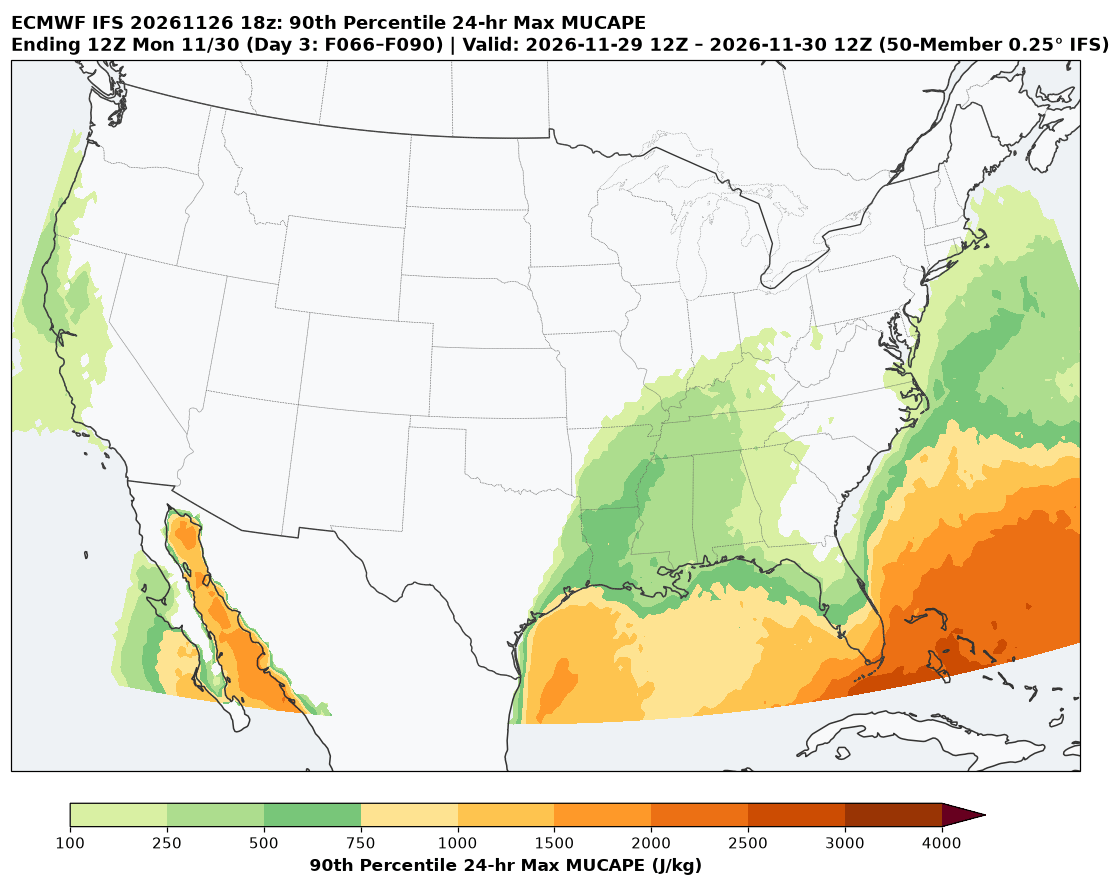 ECMWF IFS 20261126 18z: 90th Percentile 24-hr Max MUCAPE
Ending 12Z Mon 11/30 (Day 3: F066–F090) | Valid: 2026-11-29 12Z – 2026-11-30 12Z (50-Member 0.25° IFS)
100 250 500 750 1000 1500 2000 2500 3000 4000
90th Percentile 24-hr Max MUCAPE (J/kg)